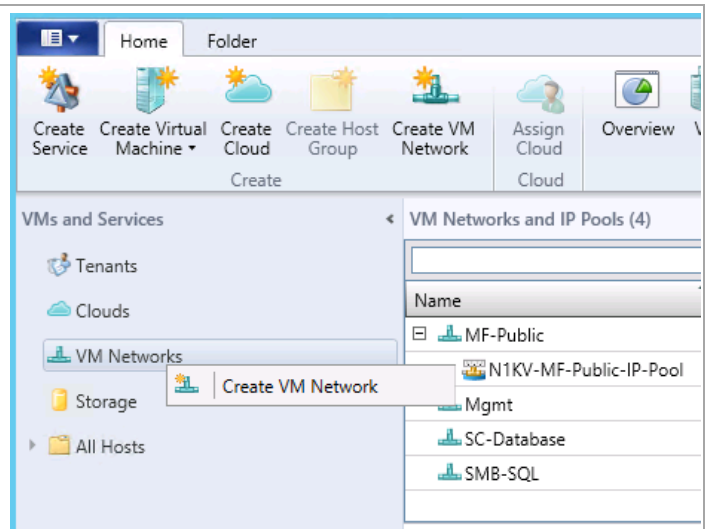 Home Folder
Create Service
Create Virtual Machine
Create Cloud
Create Host Group
Create VM Network
Assign Cloud
Overview
Create
Cloud
VMs and Services
Tenants
Clouds
VM Networks
Create VM Network
Storage
All Hosts
VM Networks and IP Pools (4)
Name
MF-Public
N1KV-MF-Public-IP-Pool
Mgmt
SC-Database
SMB-SQL